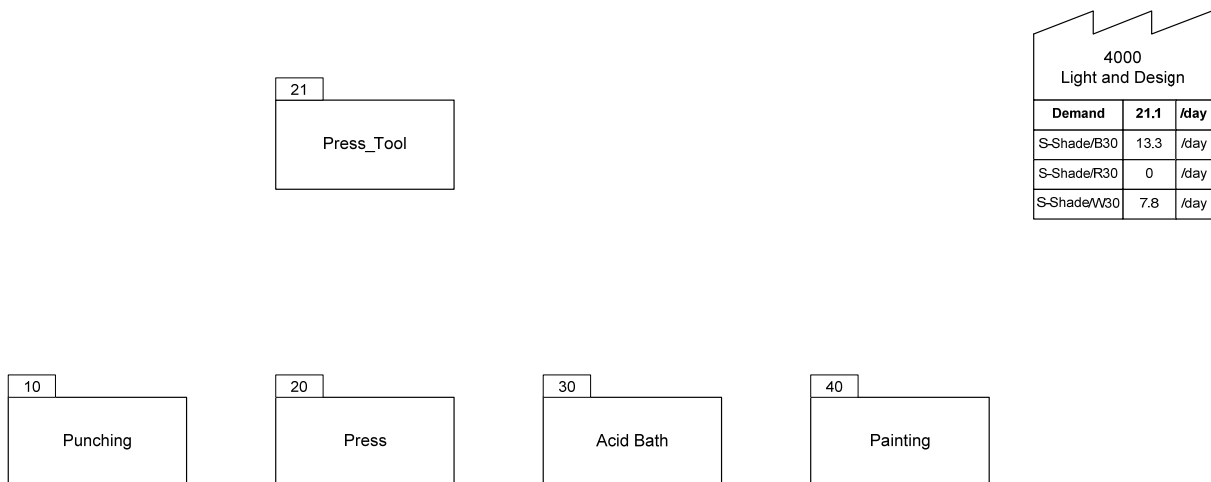 4000
Light and Design
Demand 21.1 /day
S-Shade/B30 13.3 /day
S-Shade/R30 0 /day
S-Shade/W30 7.8 /day
21
Press_Tool
10
Punching
20
Press
30
Acid Bath
40
Painting